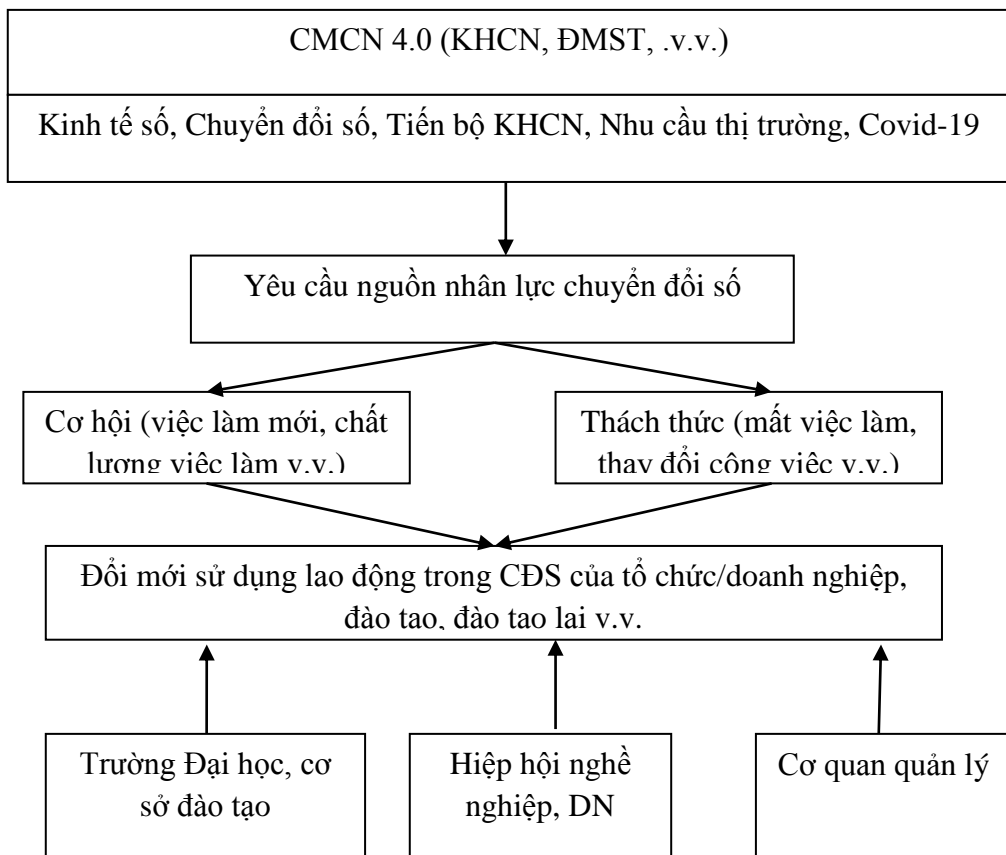 CMCN 4.0 (KHCN, ĐMST, .v.v.)
Kinh tế số, Chuyển đổi số, Tiến bộ KHCN, Nhu cầu thị trường, Covid-19
Yêu cầu nguồn nhân lực chuyển đổi số
Cơ hội (việc làm mới, chất
lượng việc làm v.v.)
Thách thức (mất việc làm,
thay đổi công việc v.v.)
Đổi mới sử dụng lao động trong CĐS của tổ chức/doanh nghiệp,
đào tạo, đào tạo lại v.v.
Trường Đại học, cơ
sở đào tạo
Hiệp hội nghề
nghiệp, DN
Cơ quan quản lý